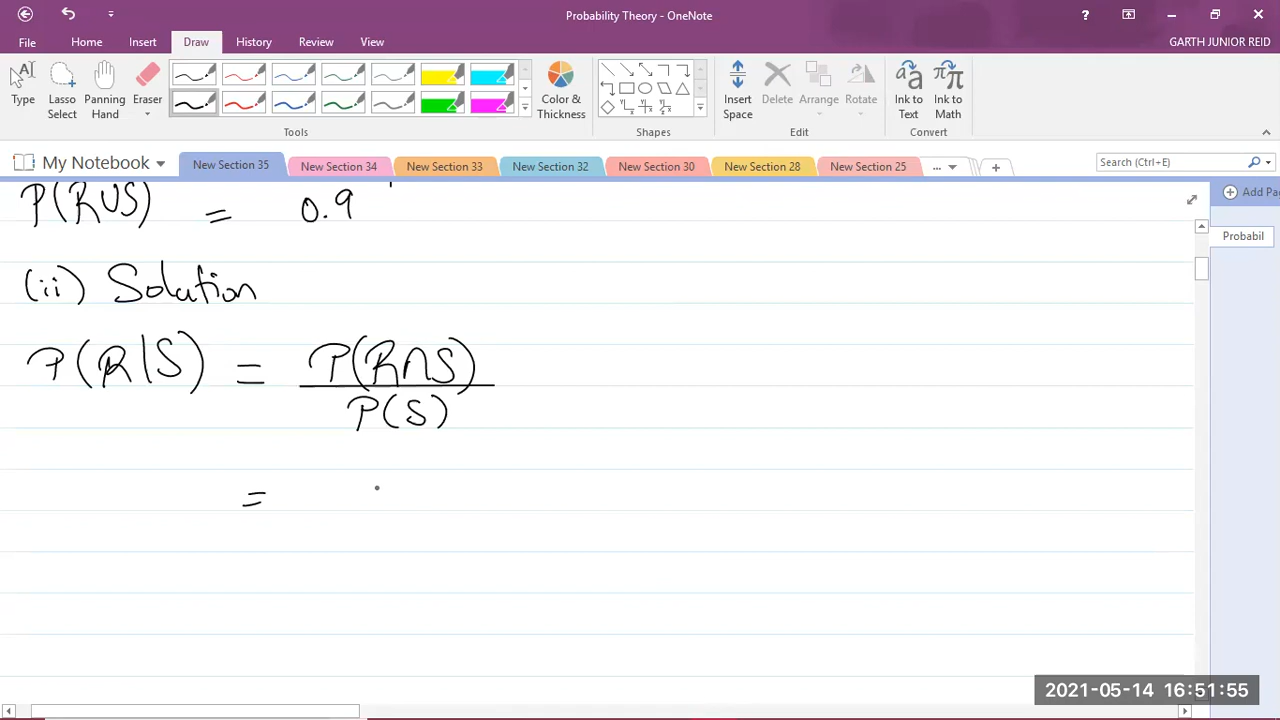 Probability Theory - OneNote
?
File
Home
Insert
Draw
History
Review
View
GARTH JUNIOR REID
Type
Lasso Select
Panning Hand
Eraser
Color & Thickness
Insert Space
Delete
Arrange
Rotate
Ink to Text
Ink to Math
Tools
Shapes
Edit
Convert
My Notebook
New Section 35
New Section 34
New Section 33
New Section 32
New Section 30
New Section 28
New Section 25
...
Search (Ctrl+E)
Add Pa
Probabil
P(R∪S) = 0.9
(ii) Solution
P(R|S) = P(R∩S)
P(S)
=
2021-05-14 16:51:55